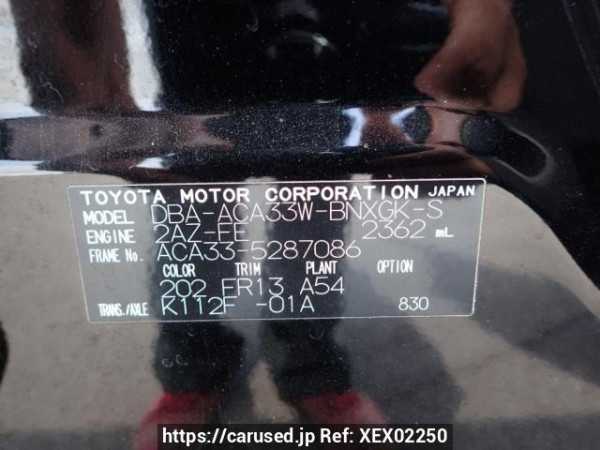 TOYOTA MOTOR CORPORATION JAPAN
MODEL DBA-ACA33W-BNXGK-S
ENGINE 2AZ-FE 2362 mL
FRAME No. ACA33-5287086
COLOR TRIM PLANT OPTION
202 FR13 A54
TRANS./AXLE K112F -01A 830
https://carused.jp Ref: XEX02250